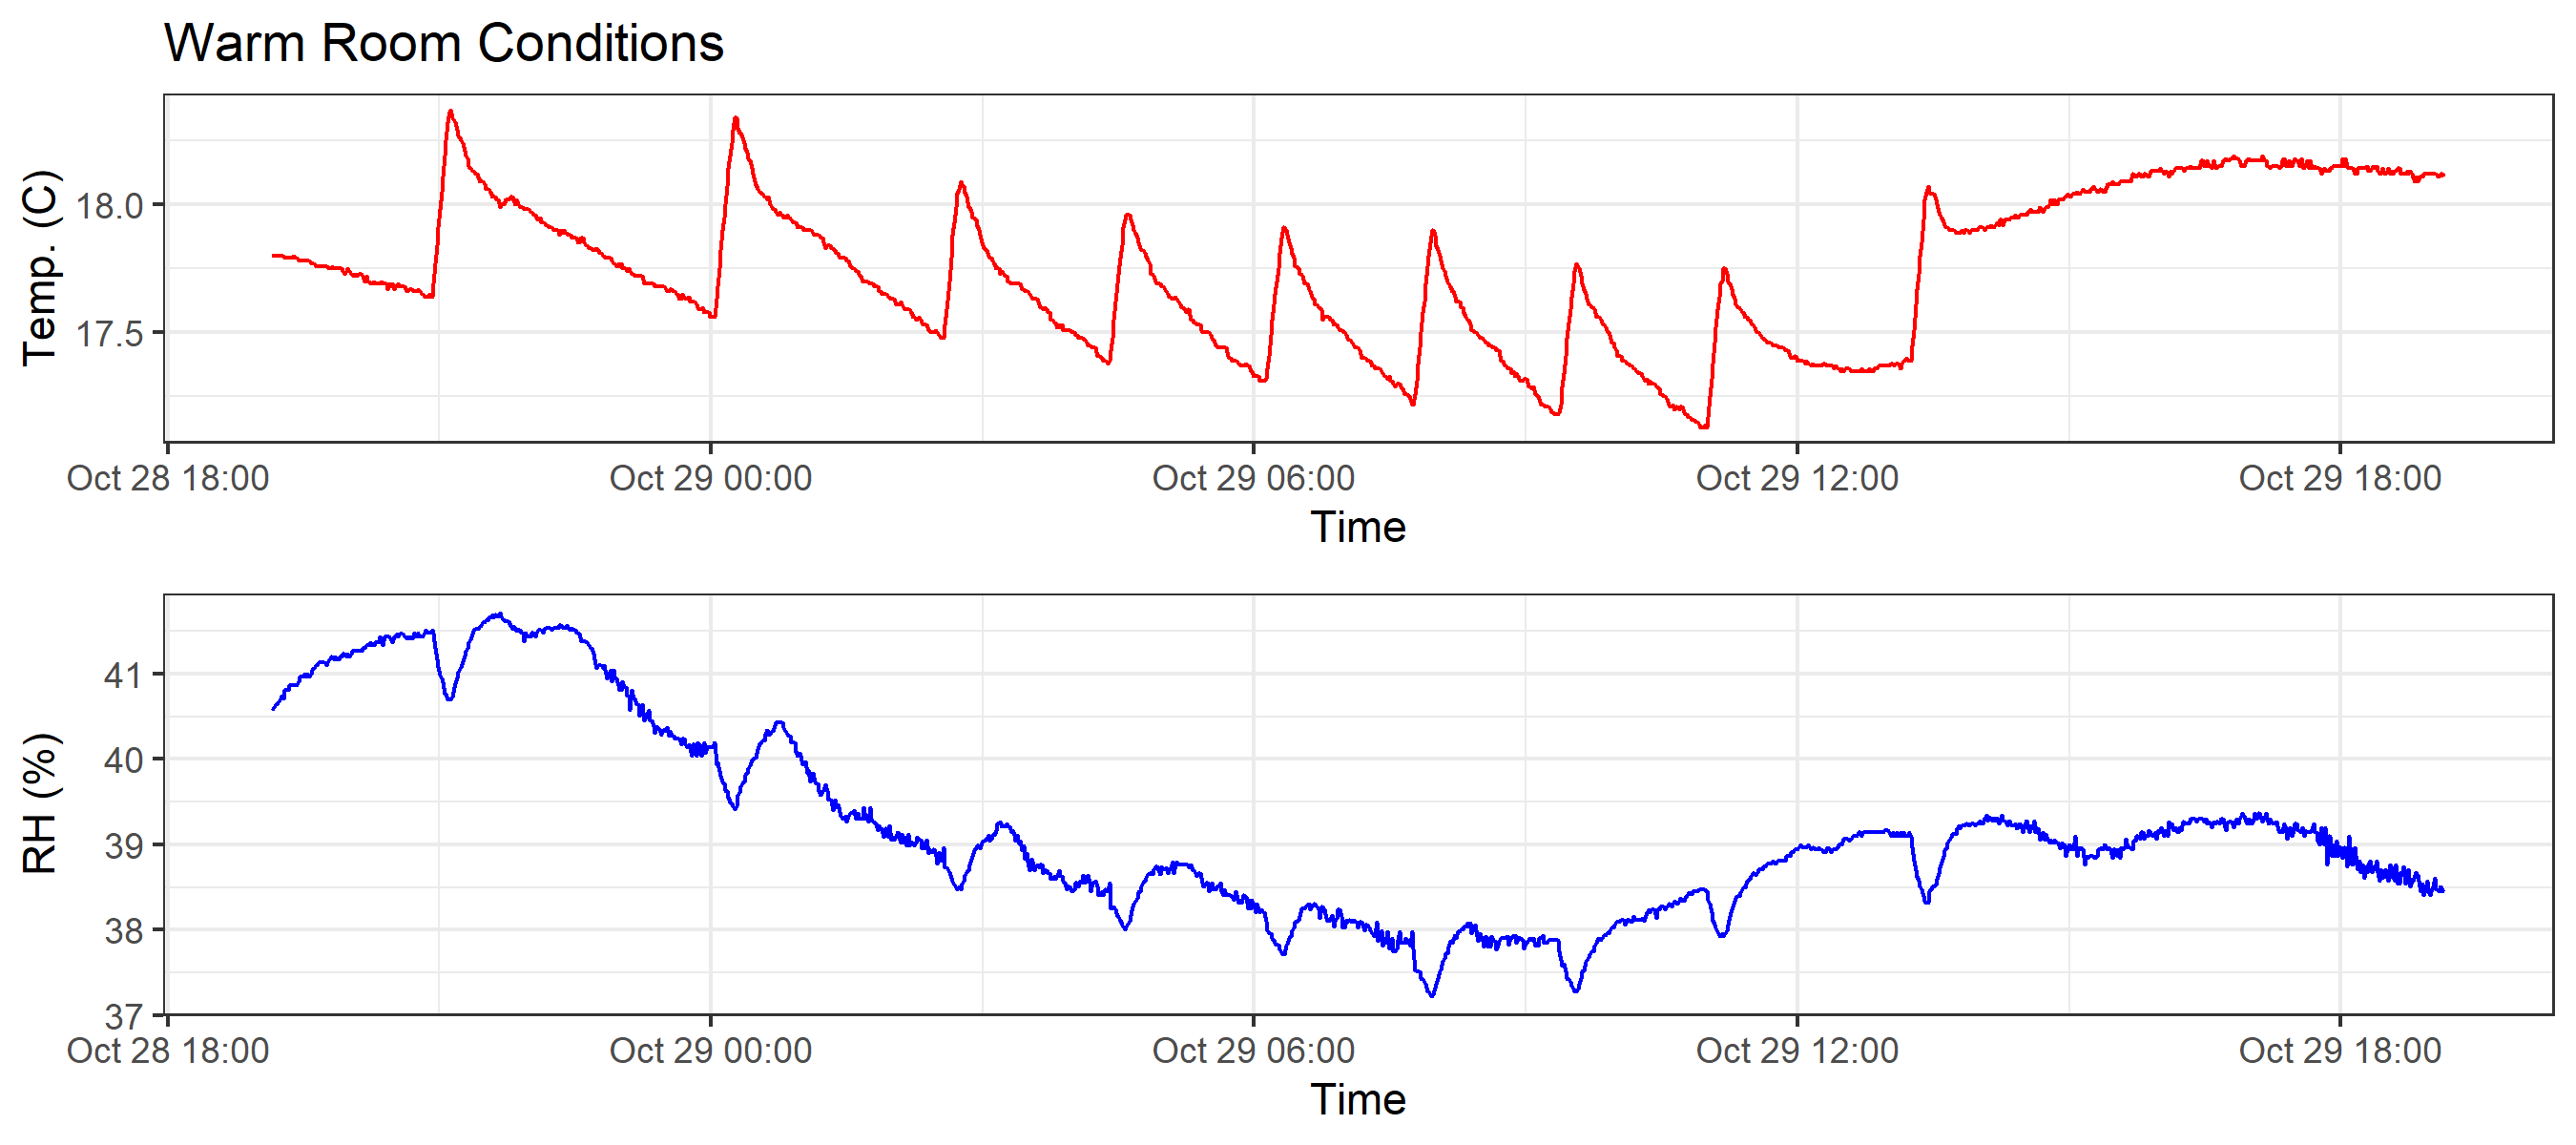 Warm Room Conditions
Temp. (C)
18.0
17.5
Oct 28 18:00 Oct 29 00:00 Oct 29 06:00 Oct 29 12:00 Oct 29 18:00
Time
RH (%)
41
40
39
38
37
Oct 28 18:00 Oct 29 00:00 Oct 29 06:00 Oct 29 12:00 Oct 29 18:00
Time